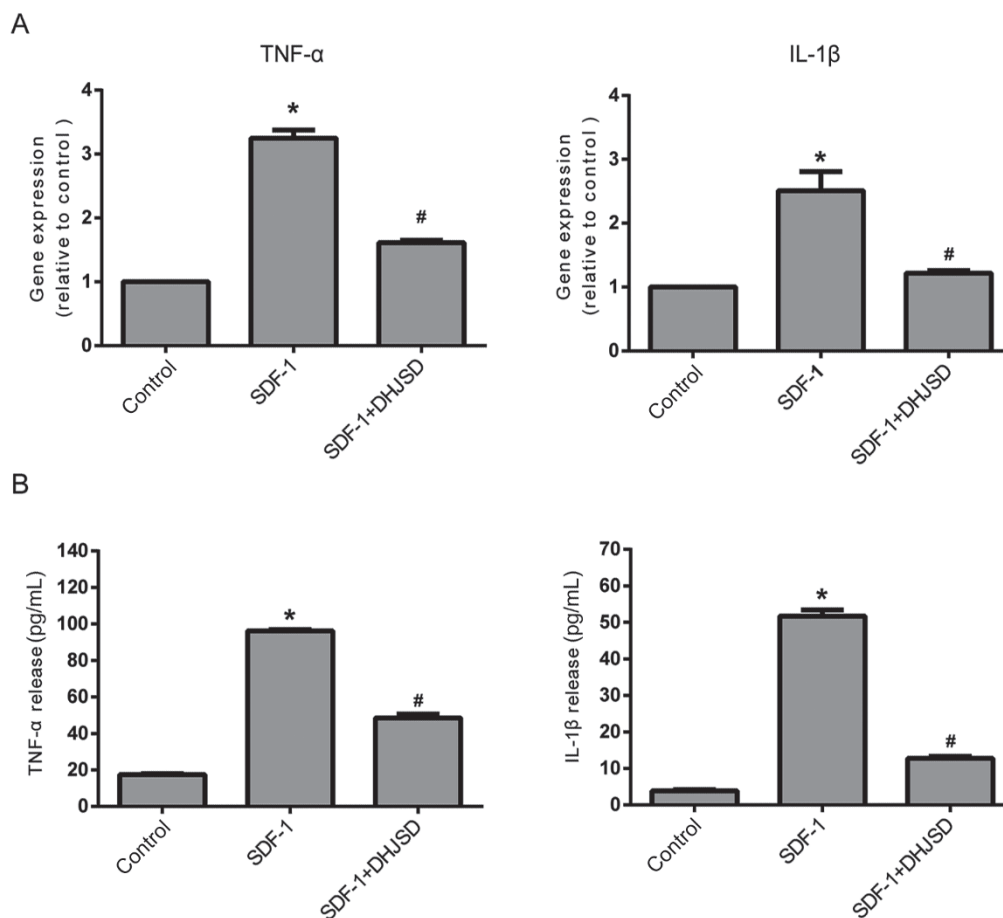 A
TNF-α
IL-1β
Gene expression
(relative to control )
4
3
2
1
0
*
#
Control
SDF-1
SDF-1+DHJSD
Gene expression
(relative to control )
4
3
2
1
0
*
#
Control
SDF-1
SDF-1+DHJSD
B
TNF-α release (pg/mL)
140
120
100
80
60
40
20
0
*
#
Control
SDF-1
SDF-1+DHJSD
IL-1β release (pg/mL)
70
60
50
40
30
20
10
0
*
#
Control
SDF-1
SDF-1+DHJSD